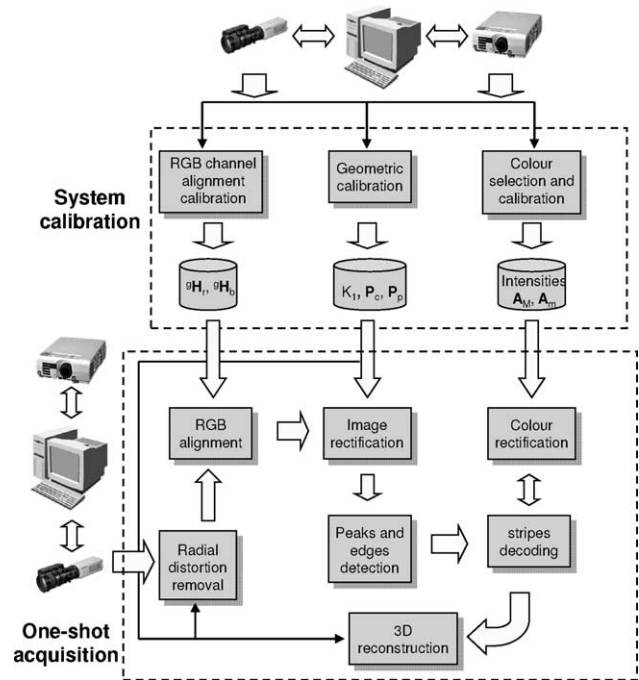 RGB channel
alignment
calibration
Geometric
calibration
Colour
selection and
calibration
System
calibration
gHr, gHb
K1, Pc, Pp
Intensities
AM, Am
RGB
alignment
Image
rectification
Colour
rectification
Radial
distortion
removal
Peaks and
edges
detection
stripes
decoding
One-shot
acquisition
3D
reconstruction